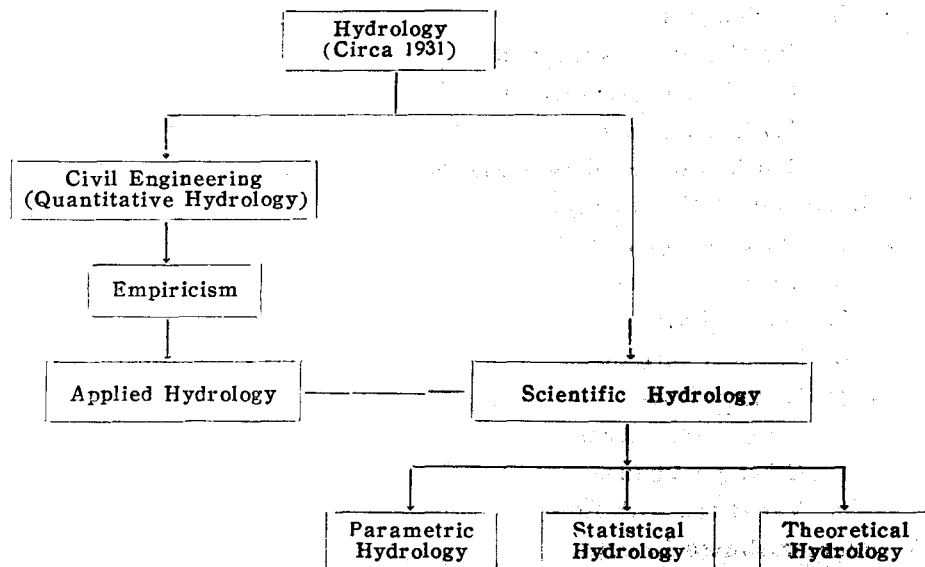 Hydrology
(Circa 1931)
Civil Engineering
(Quantitative Hydrology)
Empiricism
Applied Hydrology
Scientific Hydrology
Parametric
Hydrology
Statistical
Hydrology
Theoretical
Hydrology